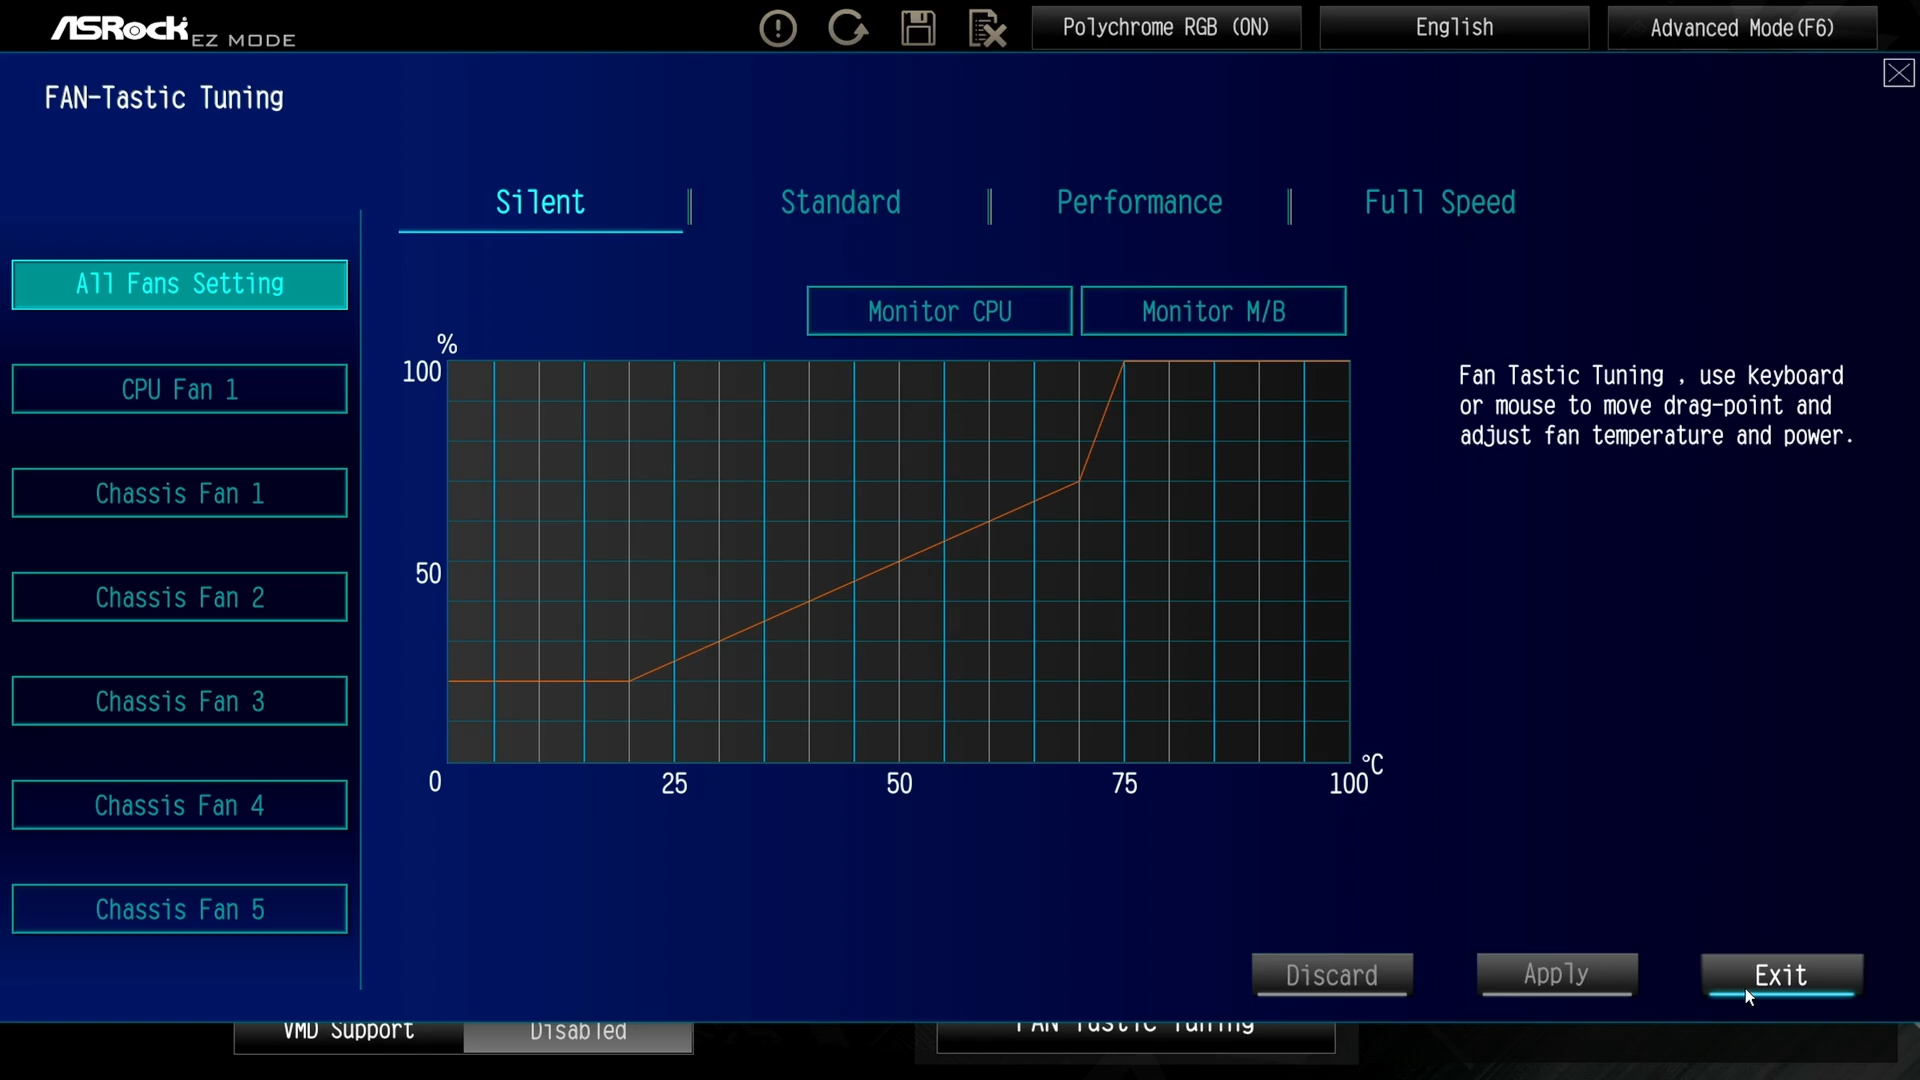 ASRock EZ MODE
Polychrome RGB (ON)
English
Advanced Mode(F6)
FAN-Tastic Tuning
Silent
Standard
Performance
Full Speed
All Fans Setting
CPU Fan 1
Chassis Fan 1
Chassis Fan 2
Chassis Fan 3
Chassis Fan 4
Chassis Fan 5
Monitor CPU
Monitor M/B
%
100
50
0
25
50
75
100
°C
Fan Tastic Tuning , use keyboard
or mouse to move drag-point and
adjust fan temperature and power.
Discard
Apply
Exit
VMD Support
Disabled
FAN-Tastic Tuning